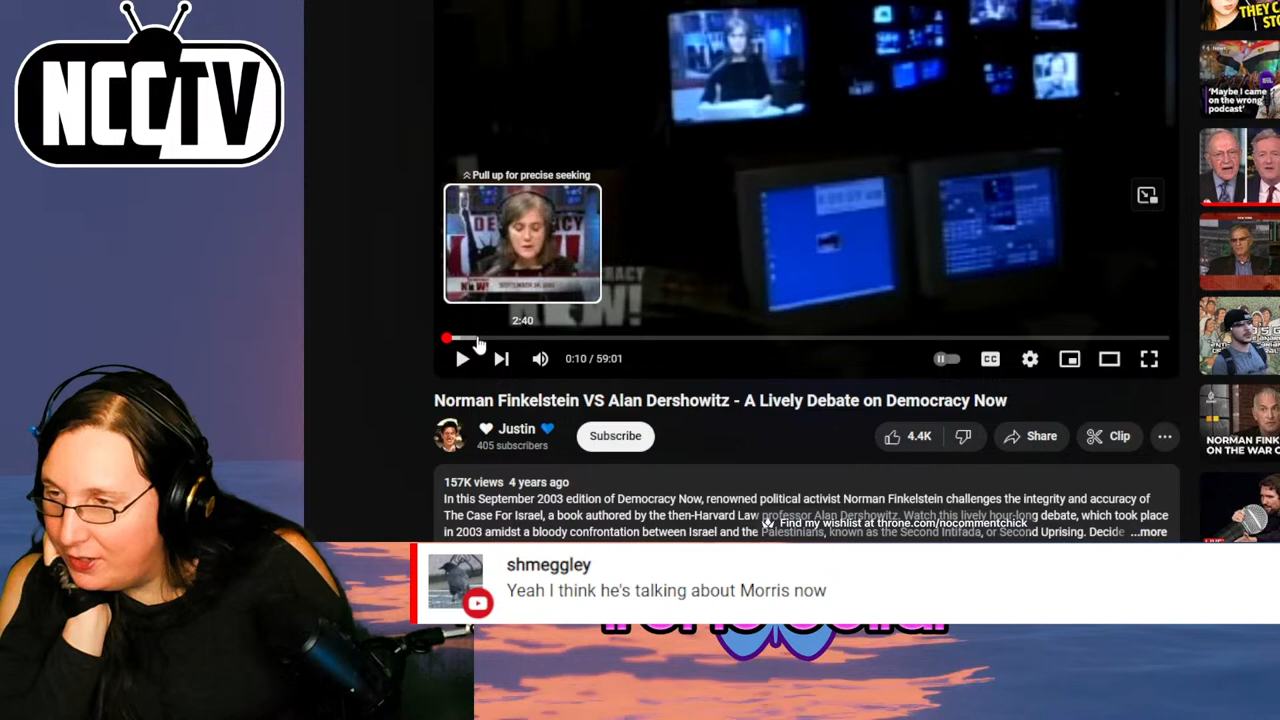 NCCTV
THEY C
STO
'Maybe I came
on the wrong
podcast'
Pull up for precise seeking
NOW!
2:40
0:10 / 59:01
CC
Norman Finkelstein VS Alan Dershowitz - A Lively Debate on Democracy Now
🤍 Justin 💙
405 subscribers
Subscribe
4.4K
Share
Clip
NORMAN FINK
ON THE WAR C
157K views 4 years ago
In this September 2003 edition of Democracy Now, renowned political activist Norman Finkelstein challenges the integrity and accuracy of
The Case For Israel, a book authored by the then-Harvard Law professor Alan Dershowitz. Watch this lively hour-long debate, which took place
in 2003 amidst a bloody confrontation between Israel and the Palestinians, known as the Second Intifada, or Second Uprising. Decide ...more
Find my wishlist at throne.com/nocommentchick
shmeggley
Yeah I think he's talking about Morris now